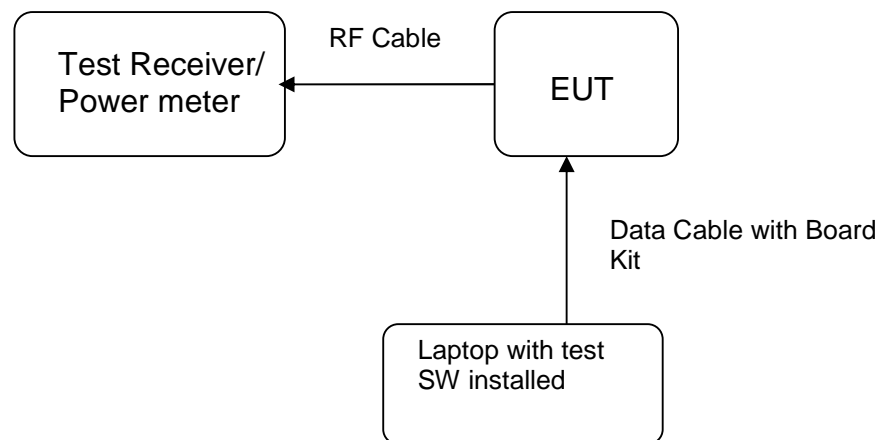 RF Cable
Test Receiver/
Power meter
EUT
Data Cable with Board
Kit
Laptop with test
SW installed